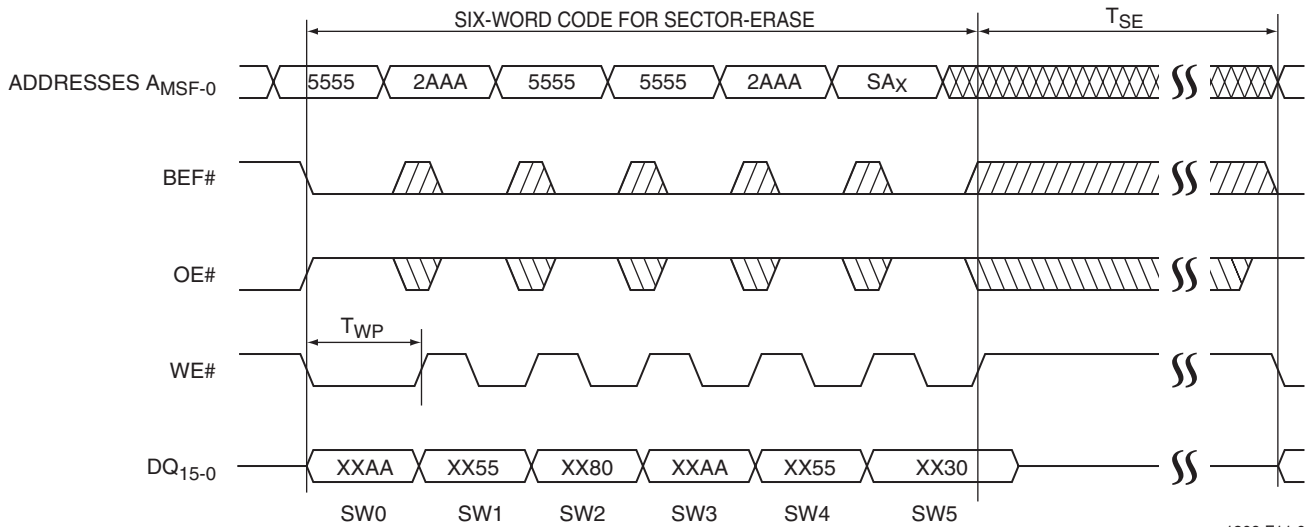 SIX-WORD CODE FOR SECTOR-ERASE TSE
ADDRESSES AMSF-0 5555 2AAA 5555 5555 2AAA SAX
BEF#
OE#
TWP
WE#
DQ15-0 XXAA XX55 XX80 XXAA XX55 XX30
SW0 SW1 SW2 SW3 SW4 SW5